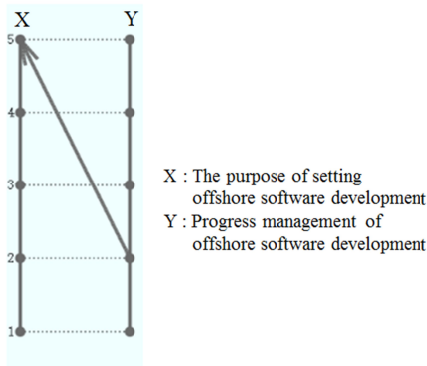 X Y
5
4
3
2
1
X : The purpose of setting
offshore software development
Y : Progress management of
offshore software development